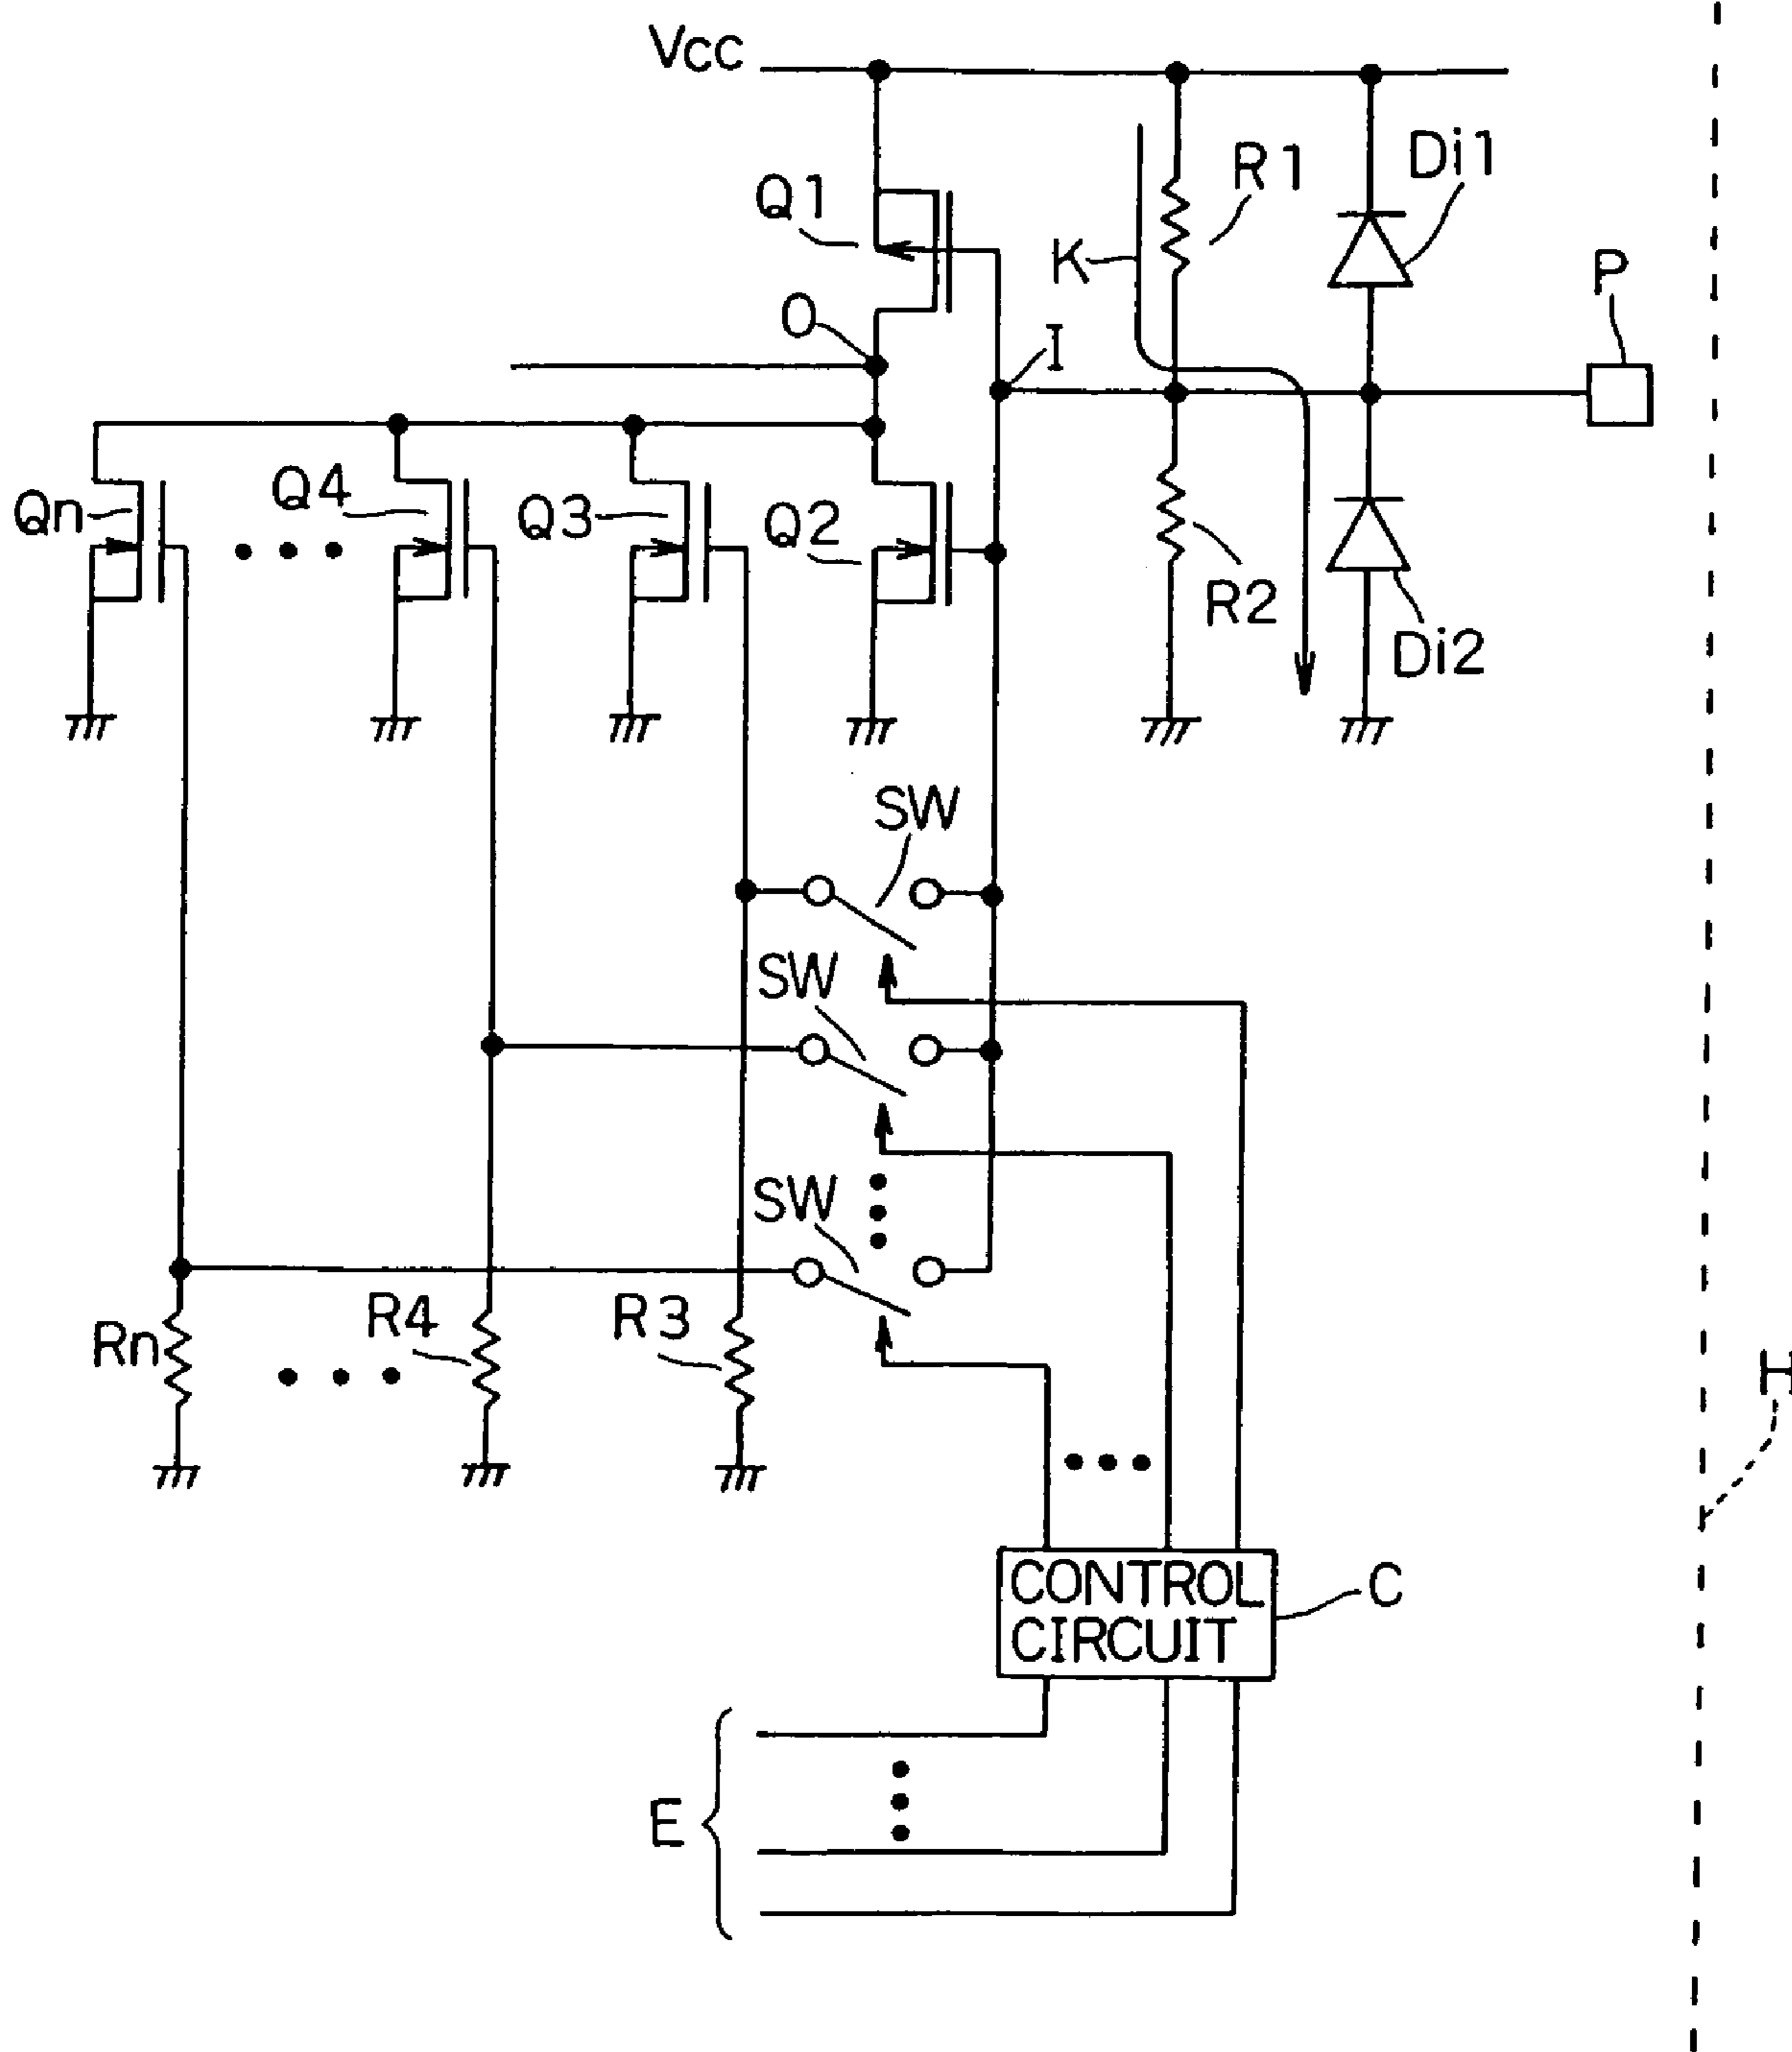 Vcc
Q1
R1
Di1
K
P
O
I
Qn
Q4
Q3
Q2
R2
Di2
SW
SW
SW
Rn
R4
R3
H
CONTROL
CIRCUIT
C
E